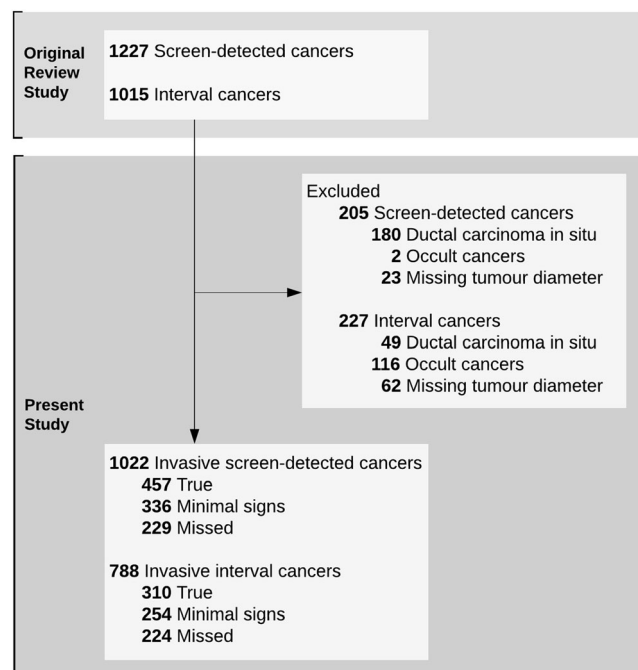 Original
Review
Study
1227 Screen-detected cancers
1015 Interval cancers
Excluded
205 Screen-detected cancers
180 Ductal carcinoma in situ
2 Occult cancers
23 Missing tumour diameter
227 Interval cancers
49 Ductal carcinoma in situ
116 Occult cancers
62 Missing tumour diameter
Present
Study
1022 Invasive screen-detected cancers
457 True
336 Minimal signs
229 Missed
788 Invasive interval cancers
310 True
254 Minimal signs
224 Missed